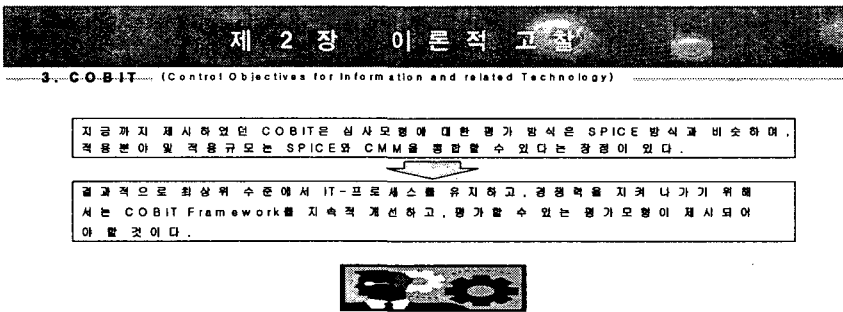 제 2 장 이론적 고찰
3. COBIT (Control Objectives for Information and related Technology)
지금까지 제시하였던 COBIT은 심사모형에 대한 평가 방식은 SPICE 방식과 비슷하며,
적용분야 및 적용규모는 SPICE와 CMM을 통합할 수 있다는 장점이 있다.
결과적으로 최상위 수준에서 IT-프로세스를 유지하고, 경쟁력을 지켜 나가기 위해
서는 COBIT Framework를 지속적 개선하고, 평가할 수 있는 평가모형이 제시되어
야 할 것이다.